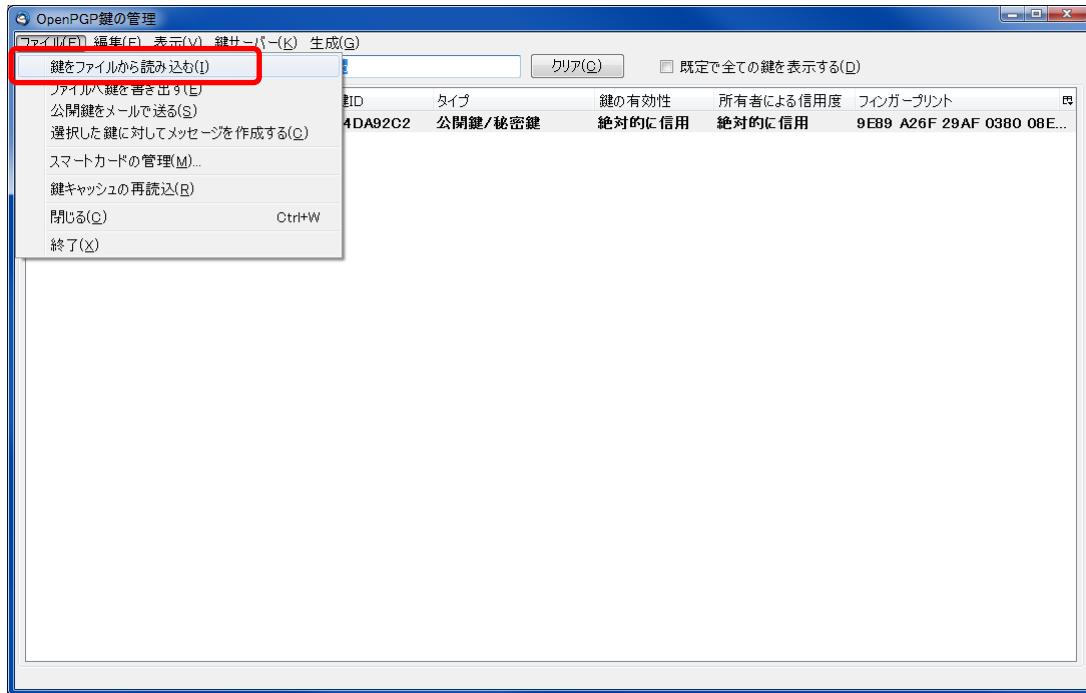 OpenPGP鍵の管理
ファイル(F) 編集(E) 表示(V) 鍵サーバー(K) 生成(G)
鍵をファイルから読み込む(I)
クリア(C) 既定で全ての鍵を表示する(D)
ファイルへ鍵を書き出す(E)
鍵ID タイプ 鍵の有効性 所有者による信用度 フィンガープリント
公開鍵をメールで送る(S)
4DA92C2 公開鍵/秘密鍵 絶対的に信用 絶対的に信用 9E89 A26F 29AF 0380 08E...
選択した鍵に対してメッセージを作成する(C)
スマートカードの管理(M)...
鍵キャッシュの再読込(R)
閉じる(C) Ctrl+W
終了(X)